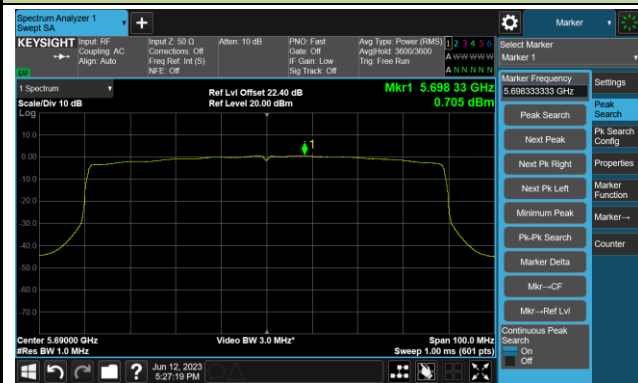 Spectrum Analyzer 1
Swept SA
+
Marker
KEYSIGHT
Input: RF
Coupling: AC
Align: Auto
Input Z: 50 Ω
Corrections: Off
Freq Ref: Int (S)
NFE: Off
Atten: 10 dB
PNO: Fast
Gate: Off
IF Gain: Low
Sig Track: Off
Avg Type: Power (RMS)
Avg|Hold: 3600/3600
Trig: Free Run
1 2 3 4 5 6
A W W W W W
A N N N N N
LVI
Select Marker
Marker 1
1 Spectrum
Scale/Div 10 dB
Log
Ref Lvl Offset 22.40 dB
Ref Level 20.00 dBm
Mkr1 5.698 33 GHz
0.705 dBm
10.0
0.00
-10.0
-20.0
-30.0
-40.0
-50.0
-60.0
-70.0
1
Center 5.69000 GHz
#Res BW 1.0 MHz
Video BW 3.0 MHz*
Span 100.0 MHz
Sweep 1.00 ms (601 pts)
Marker Frequency
5.698333333 GHz
Peak Search
Next Peak
Next Pk Right
Next Pk Left
Minimum Peak
Pk-Pk Search
Marker Delta
Mkr→CF
Mkr→Ref Lvl
Continuous Peak
Search
On
Off
Settings
Peak
Search
Pk Search
Config
Properties
Marker
Function
Marker→
Counter
?
Jun 12, 2023
5:27:19 PM